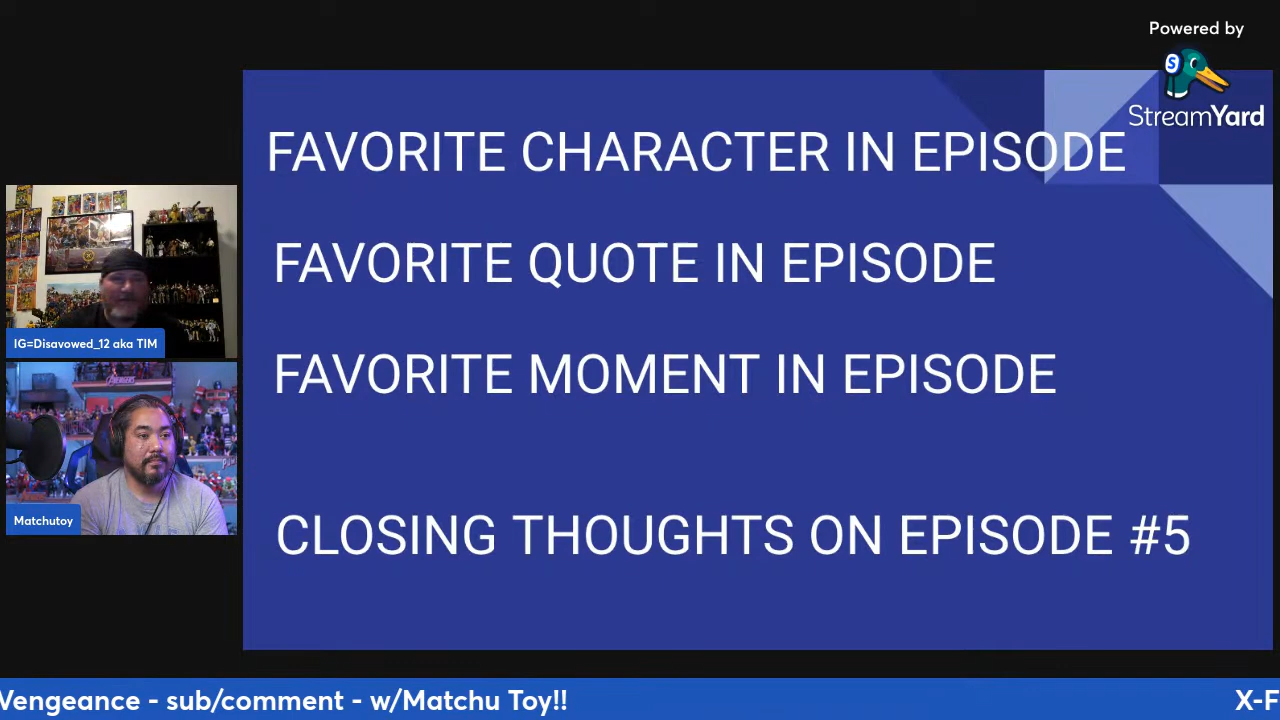 Powered by
StreamYard
FAVORITE CHARACTER IN EPISODE
FAVORITE QUOTE IN EPISODE
FAVORITE MOMENT IN EPISODE
CLOSING THOUGHTS ON EPISODE #5
IG=Disavowed_12 aka TIM
AVENGERS
Matchutoy
Vengeance - sub/comment - w/Matchu Toy!!
X-F